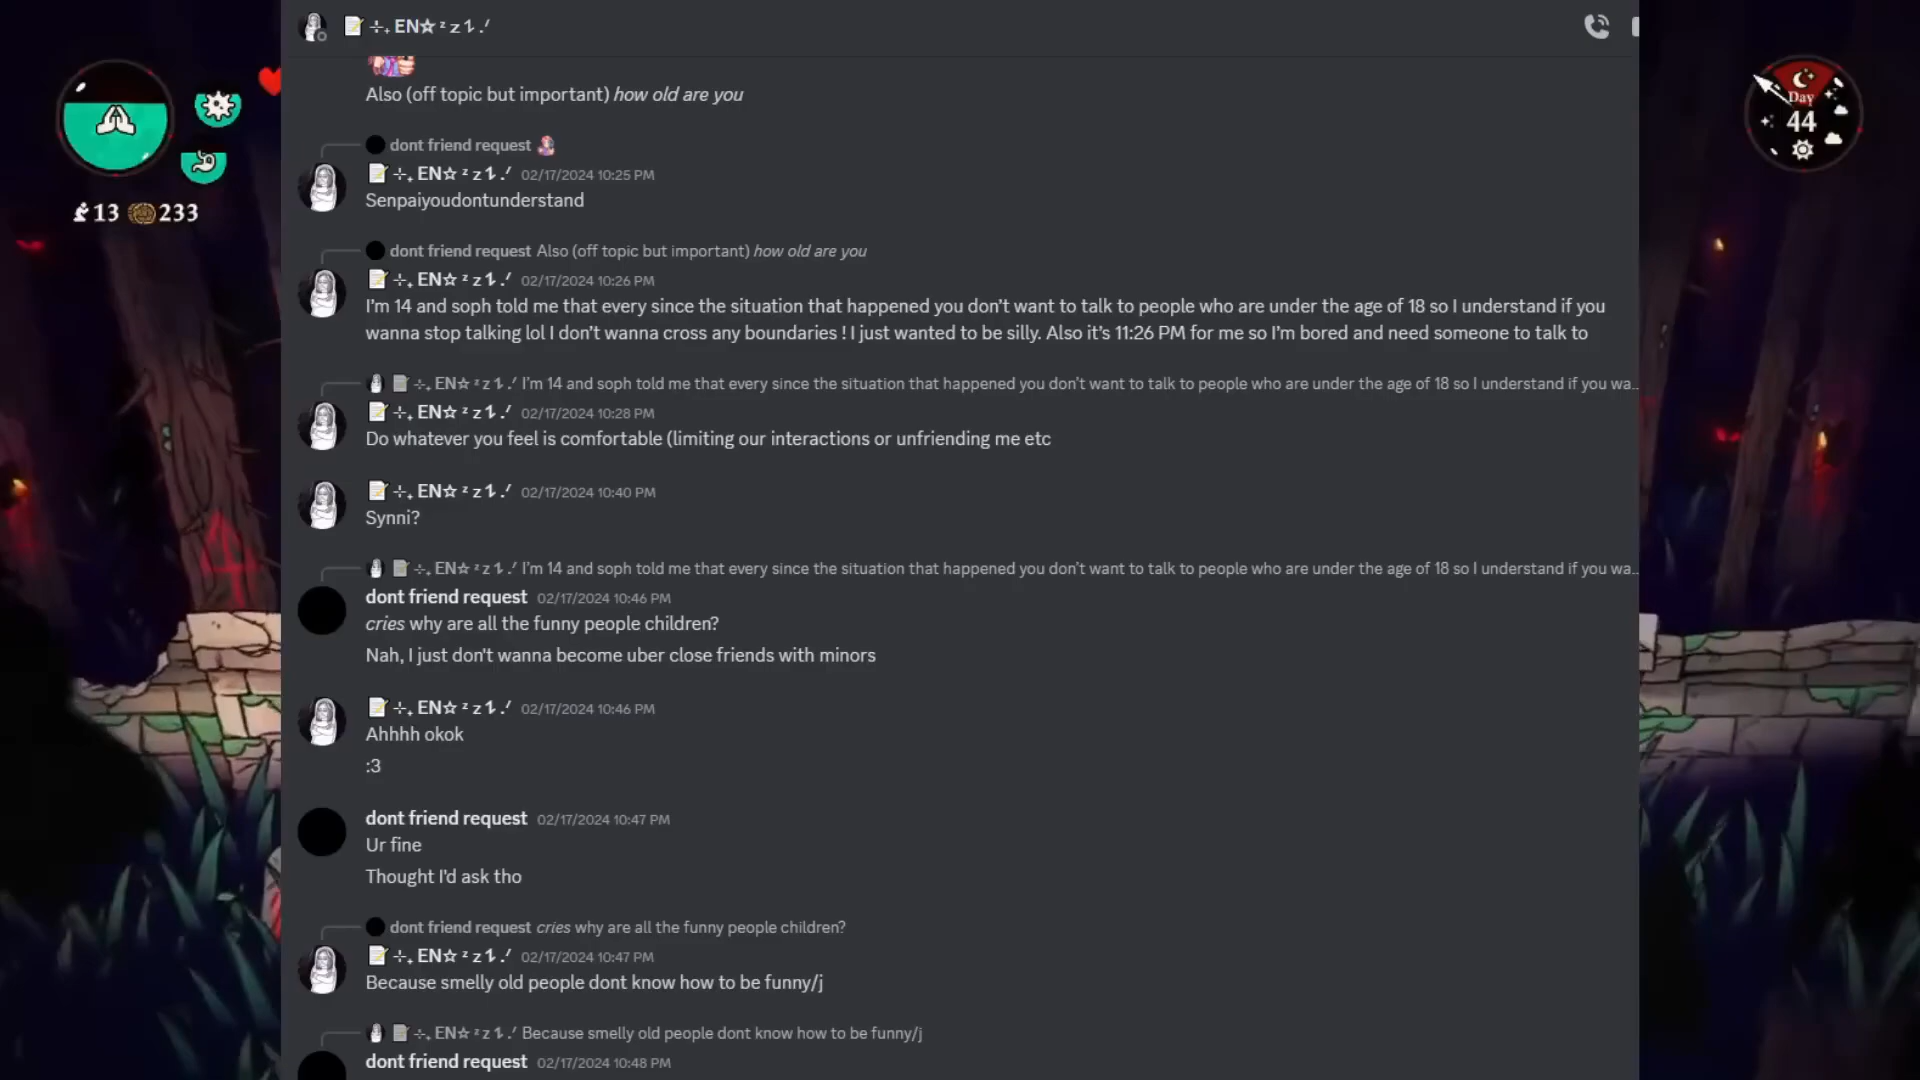 📝 ⊹₊ EN☆ ᶻ z 𐰁 .ᐟ
Also (off topic but important) how old are you
dont friend request
📝 ⊹₊ EN☆ ᶻ z 𐰁 .ᐟ 02/17/2024 10:25 PM
Senpaiyoudontunderstand
dont friend request Also (off topic but important) how old are you
📝 ⊹₊ EN☆ ᶻ z 𐰁 .ᐟ 02/17/2024 10:26 PM
I'm 14 and soph told me that every since the situation that happened you don't want to talk to people who are under the age of 18 so I understand if you
wanna stop talking lol I don't wanna cross any boundaries ! I just wanted to be silly. Also it's 11:26 PM for me so I'm bored and need someone to talk to
📝 ⊹₊ EN☆ ᶻ z 𐰁 .ᐟ I'm 14 and soph told me that every since the situation that happened you don't want to talk to people who are under the age of 18 so I understand if you wa...
📝 ⊹₊ EN☆ ᶻ z 𐰁 .ᐟ 02/17/2024 10:28 PM
Do whatever you feel is comfortable (limiting our interactions or unfriending me etc
📝 ⊹₊ EN☆ ᶻ z 𐰁 .ᐟ 02/17/2024 10:40 PM
Synni?
📝 ⊹₊ EN☆ ᶻ z 𐰁 .ᐟ I'm 14 and soph told me that every since the situation that happened you don't want to talk to people who are under the age of 18 so I understand if you wa...
dont friend request 02/17/2024 10:46 PM
cries why are all the funny people children?
Nah, I just don't wanna become uber close friends with minors
📝 ⊹₊ EN☆ ᶻ z 𐰁 .ᐟ 02/17/2024 10:46 PM
Ahhhh okok
:3
dont friend request 02/17/2024 10:47 PM
Ur fine
Thought I'd ask tho
dont friend request cries why are all the funny people children?
📝 ⊹₊ EN☆ ᶻ z 𐰁 .ᐟ 02/17/2024 10:47 PM
Because smelly old people dont know how to be funny/j
📝 ⊹₊ EN☆ ᶻ z 𐰁 .ᐟ Because smelly old people dont know how to be funny/j
dont friend request 02/17/2024 10:48 PM
13 233
Day
44